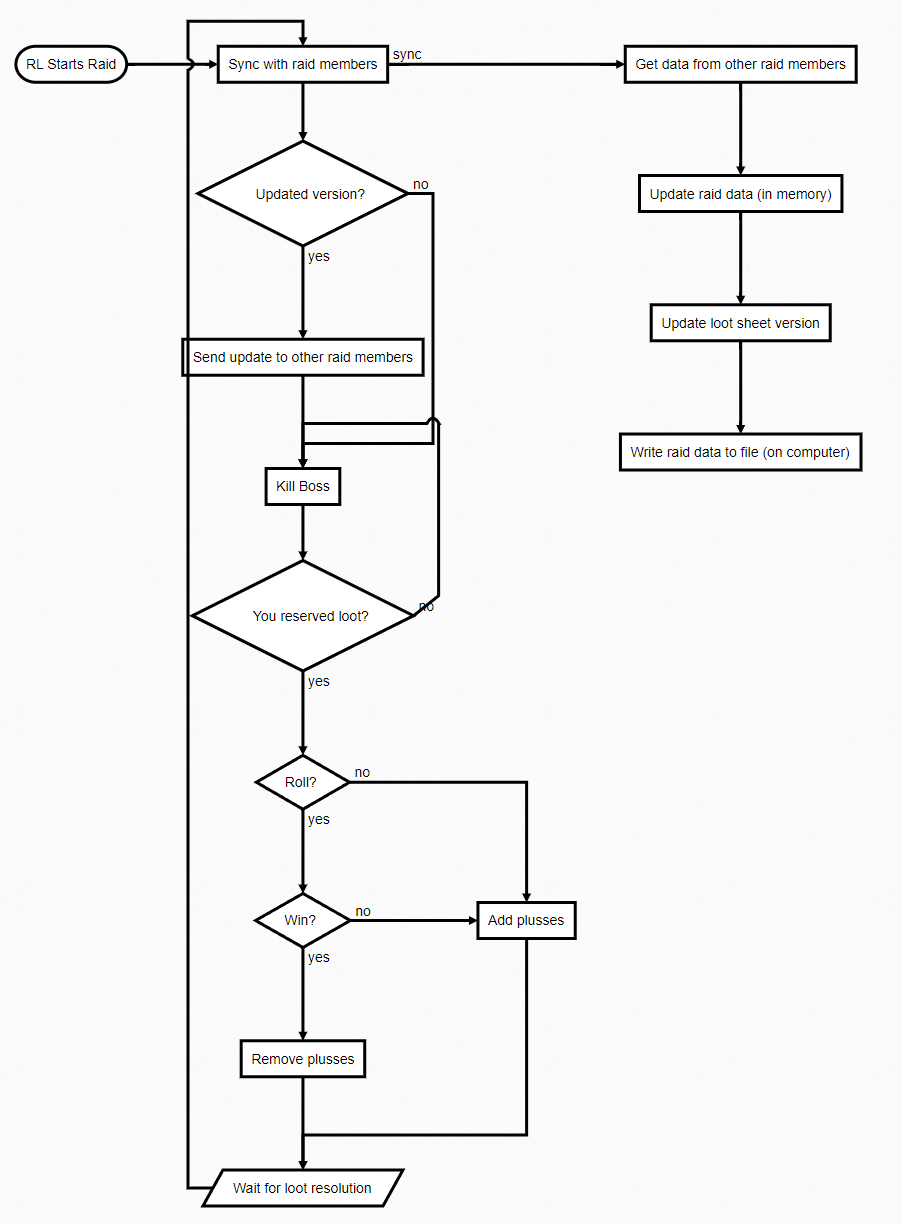 RL Starts Raid
Sync with raid members
sync
Get data from other raid members
Updated version?
no
Update raid data (in memory)
yes
Update loot sheet version
Send update to other raid members
Write raid data to file (on computer)
Kill Boss
You reserved loot?
no
yes
Roll?
no
yes
Win?
no
Add plusses
yes
Remove plusses
Wait for loot resolution